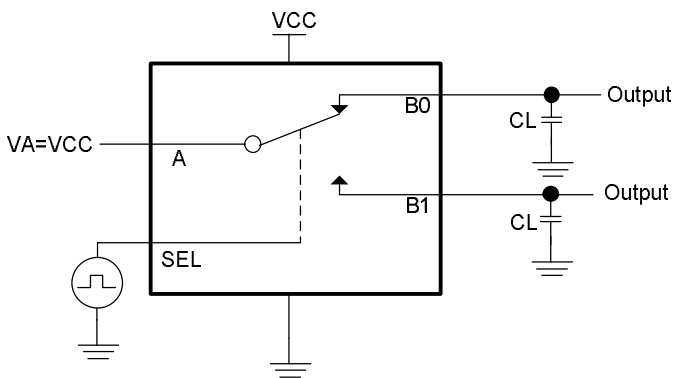 VCC
B0
Output
CL
VA=VCC
A
B1
Output
CL
SEL